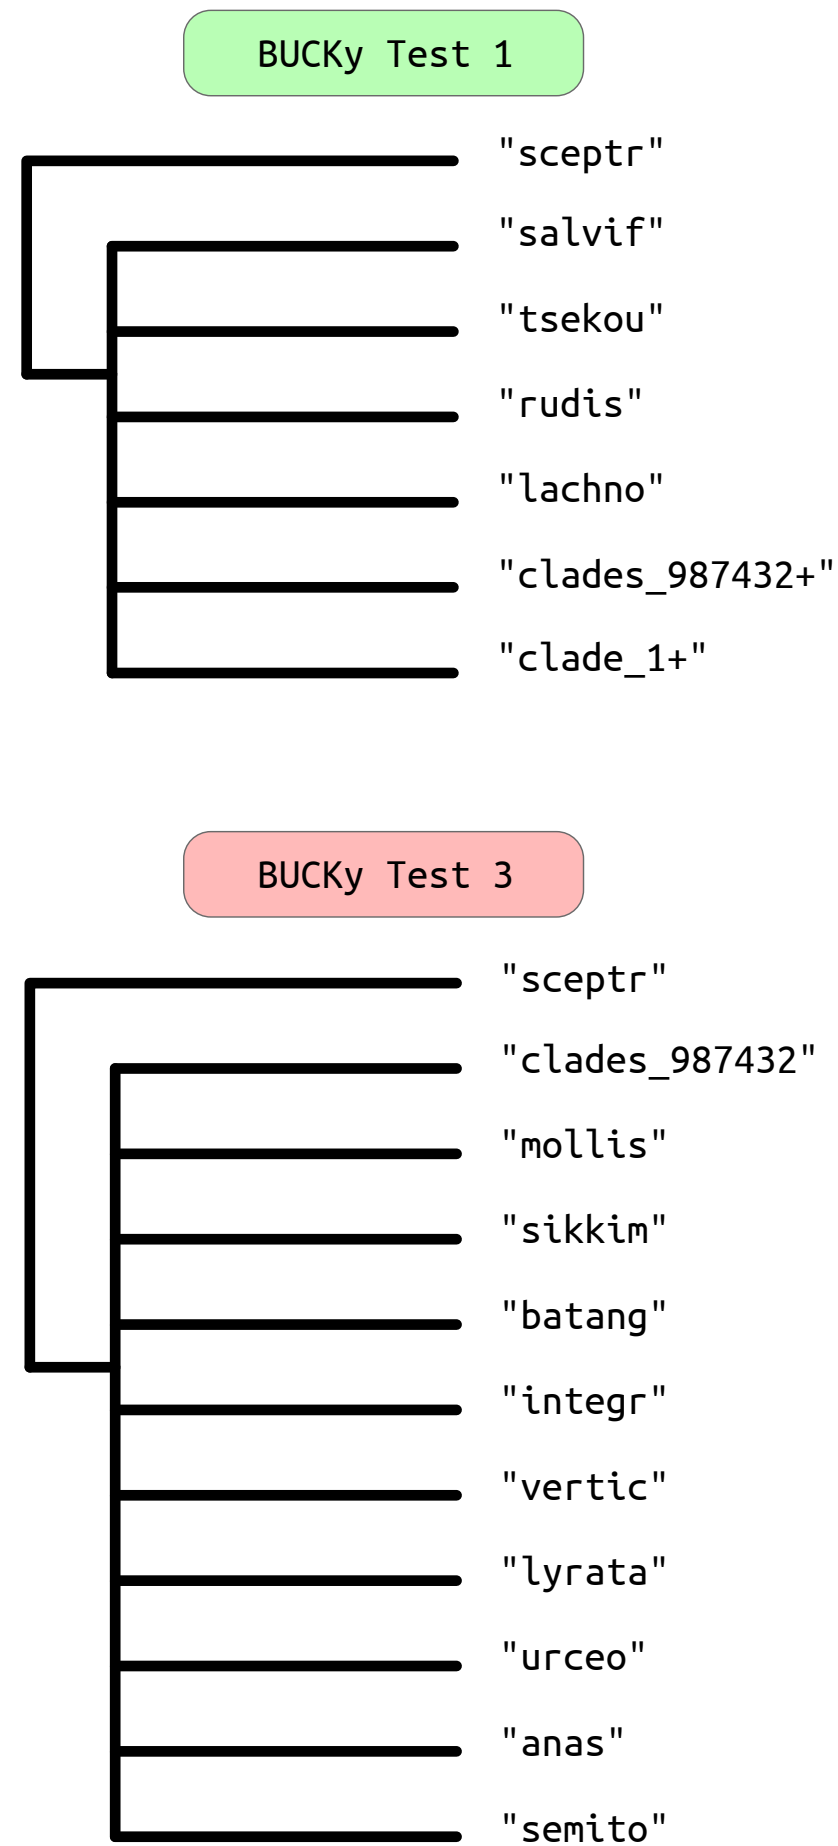 BUCKy Test 1
"sceptr"
"salvif"
"tsekou"
"rudis"
"lachno"
"clades_987432+"
"clade_1+"
BUCKy Test 3
"sceptr"
"clades_987432"
"mollis"
"sikkim"
"batang"
"integr"
"vertic"
"lyrata"
"urceo"
"anas"
"semito"